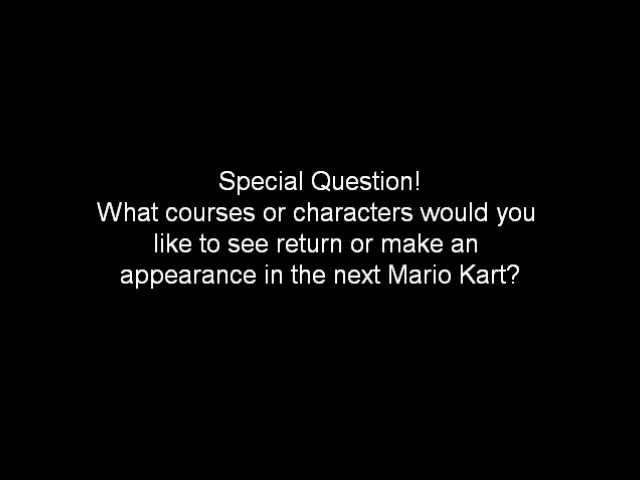 Special Question!
What courses or characters would you
like to see return or make an
appearance in the next Mario Kart?